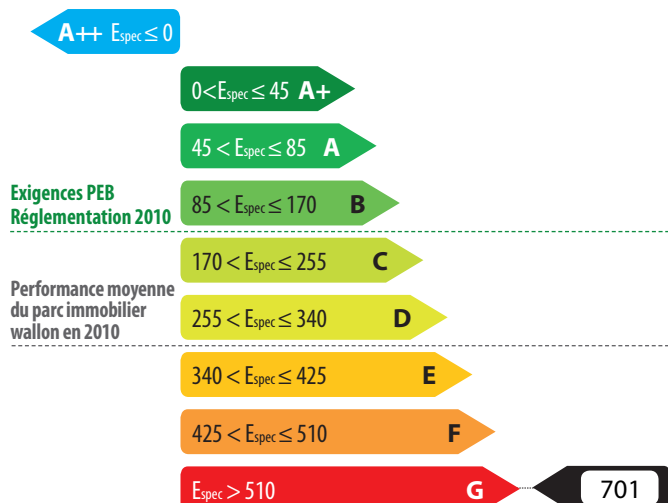 A++ Espec ≤ 0
0<Espec ≤ 45 A+
45 < Espec ≤ 85 A
Exigences PEB
Réglementation 2010
85 < Espec ≤ 170 B
170 < Espec ≤ 255 C
Performance moyenne
du parc immobilier
wallon en 2010
255 < Espec ≤ 340 D
340 < Espec ≤ 425 E
425 < Espec ≤ 510 F
Espec > 510 G 701